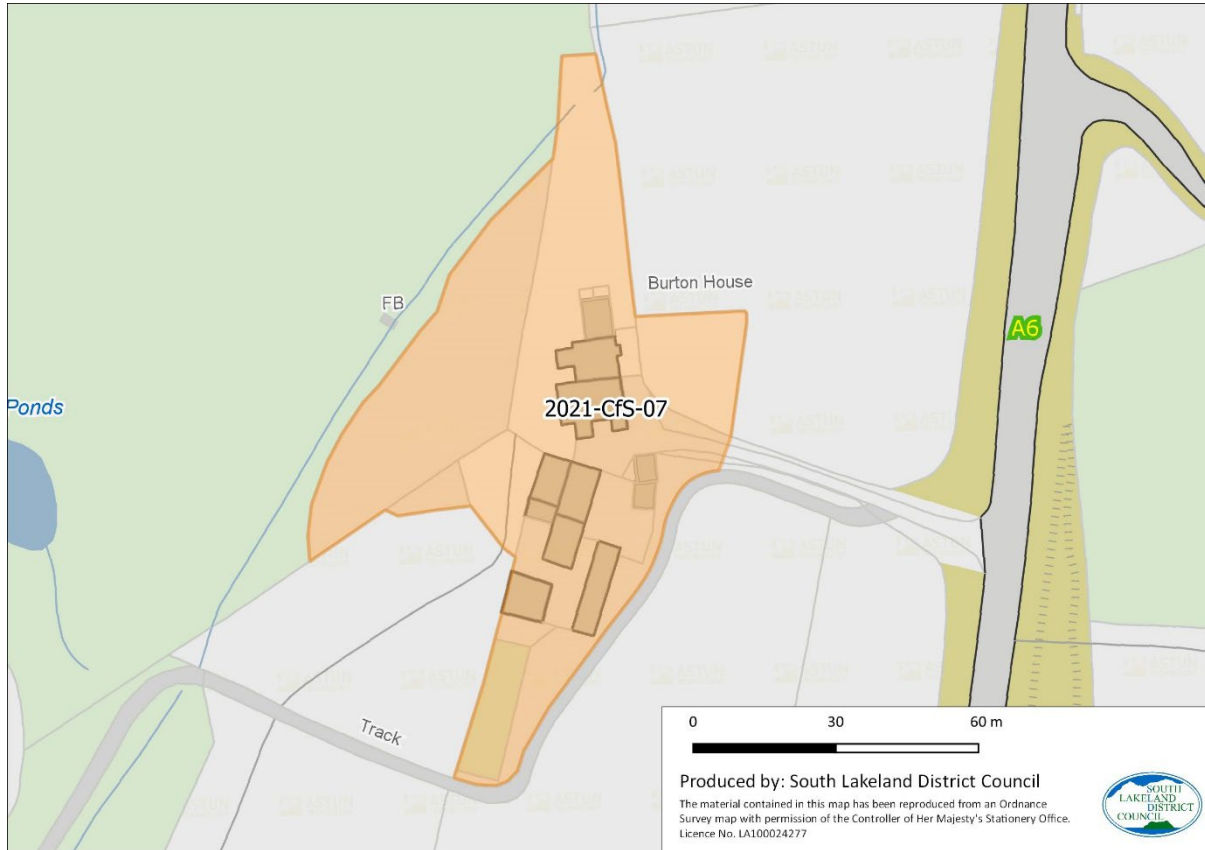 Burton House
FB
A6
Ponds
2021-CfS-07
Track
0 30 60 m
Produced by: South Lakeland District Council
The material contained in this map has been reproduced from an Ordnance
Survey map with permission of the Controller of Her Majesty's Stationery Office.
Licence No. LA100024277
SOUTH
LAKELAND
DISTRICT
COUNCIL
ASTUN